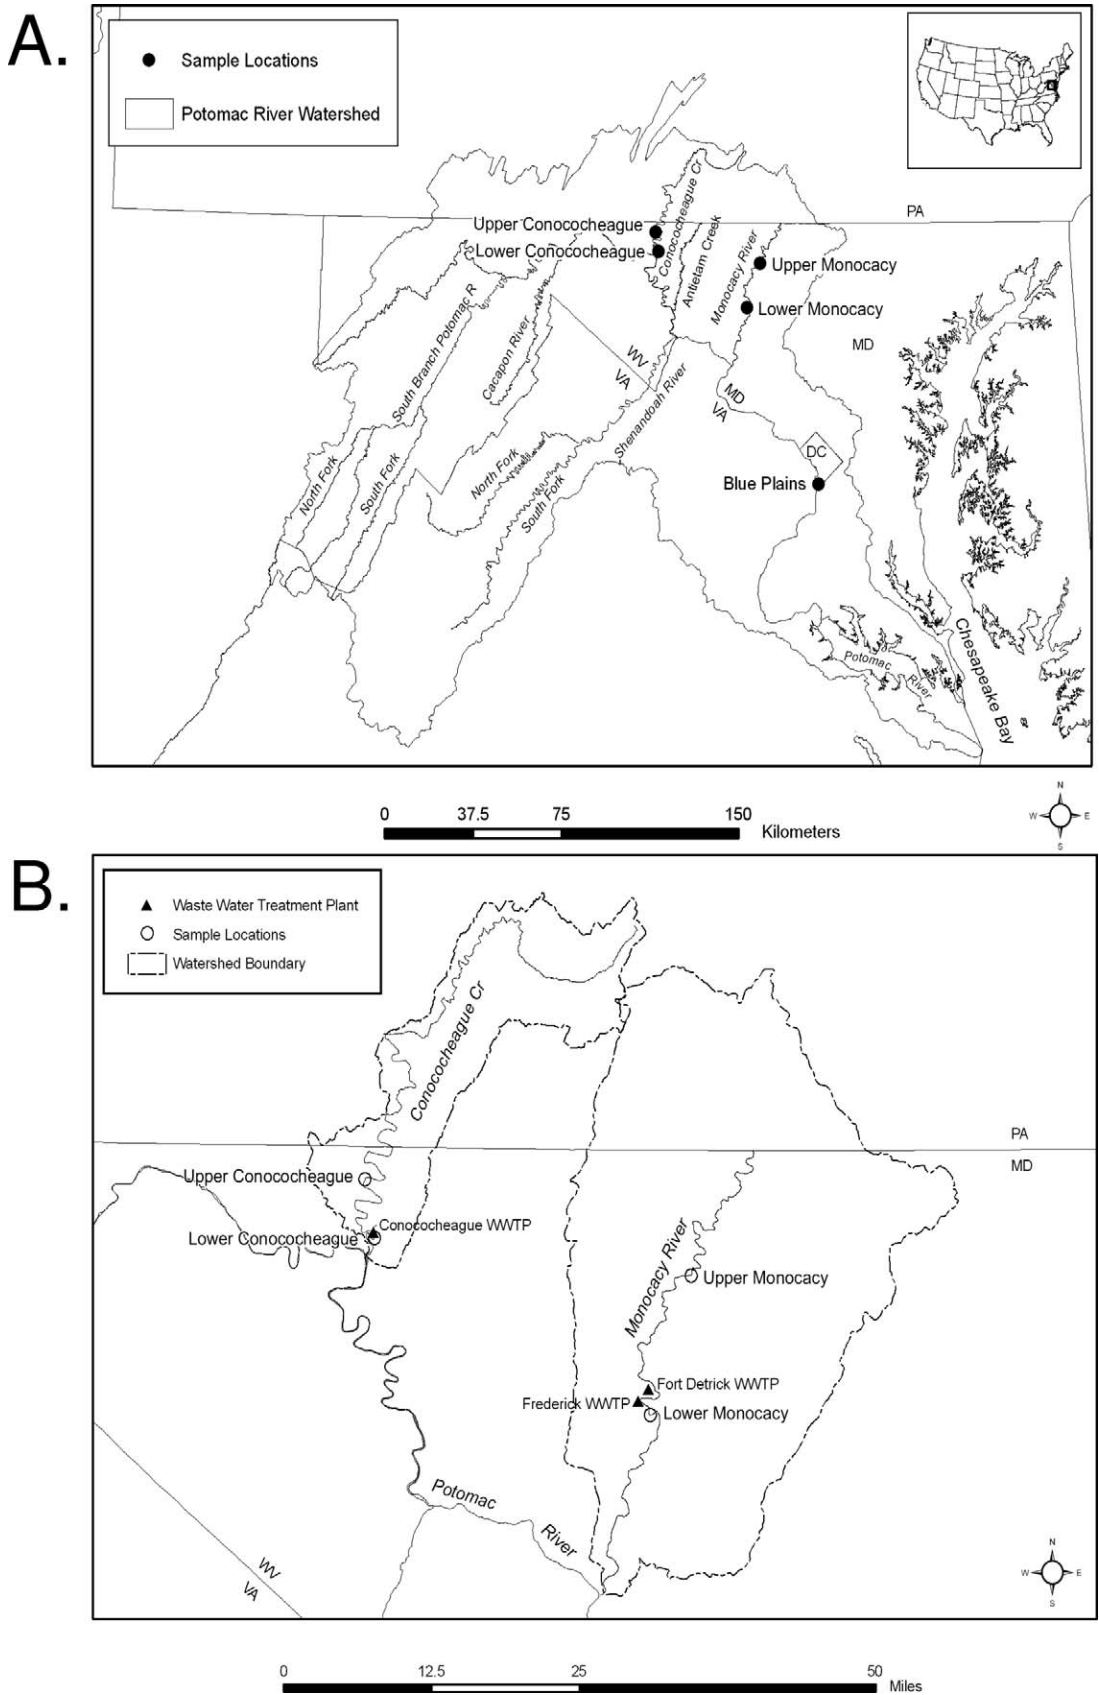 A.
Sample Locations
Potomac River Watershed
PA
Upper Conococheague
Lower Conococheague
Conococheague Cr
Antietam Creek
Monocacy River
Upper Monocacy
Lower Monocacy
MD
South Branch Potomac R
Cacapon River
WV
VA
Shenandoah River
MD
VA
DC
Blue Plains
North Fork
South Fork
North Fork
South Fork
Potomac
River
Chesapeake Bay
0 37.5 75 150
Kilometers
N
W E
S
B.
Waste Water Treatment Plant
Sample Locations
Watershed Boundary
Conococheague Cr
PA
MD
Upper Conococheague
Conococheague WWTP
Lower Conococheague
Monocacy River
Upper Monocacy
Fort Detrick WWTP
Frederick WWTP
Lower Monocacy
Potomac
River
WV
VA
N
W E
S
0 12.5 25 50
Miles